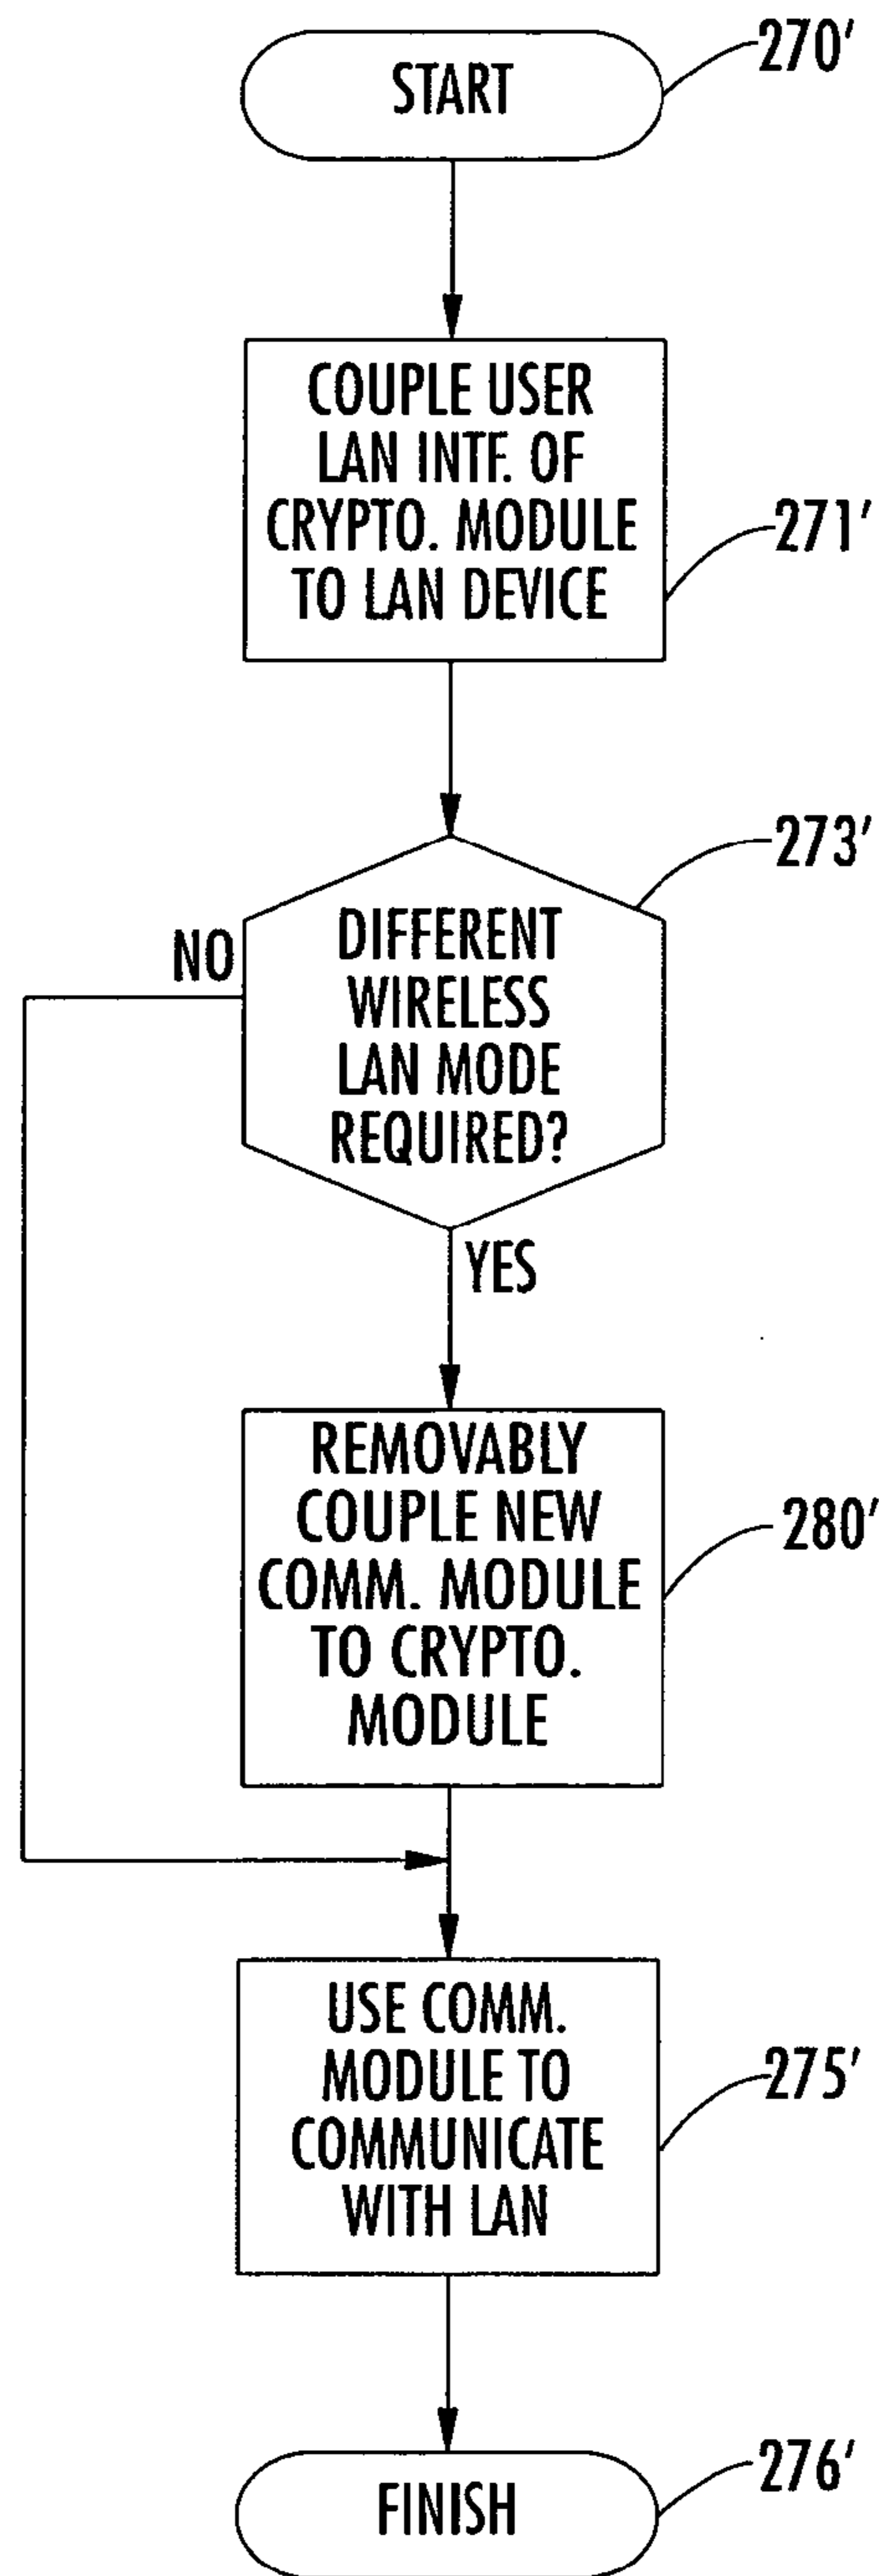 START
270'
COUPLE USER
LAN INTF. OF
CRYPTO. MODULE
TO LAN DEVICE
271'
273'
NO
DIFFERENT
WIRELESS
LAN MODE
REQUIRED?
YES
REMOVABLY
COUPLE NEW
COMM. MODULE
TO CRYPTO.
MODULE
280'
USE COMM.
MODULE TO
COMMUNICATE
WITH LAN
275'
FINISH
276'